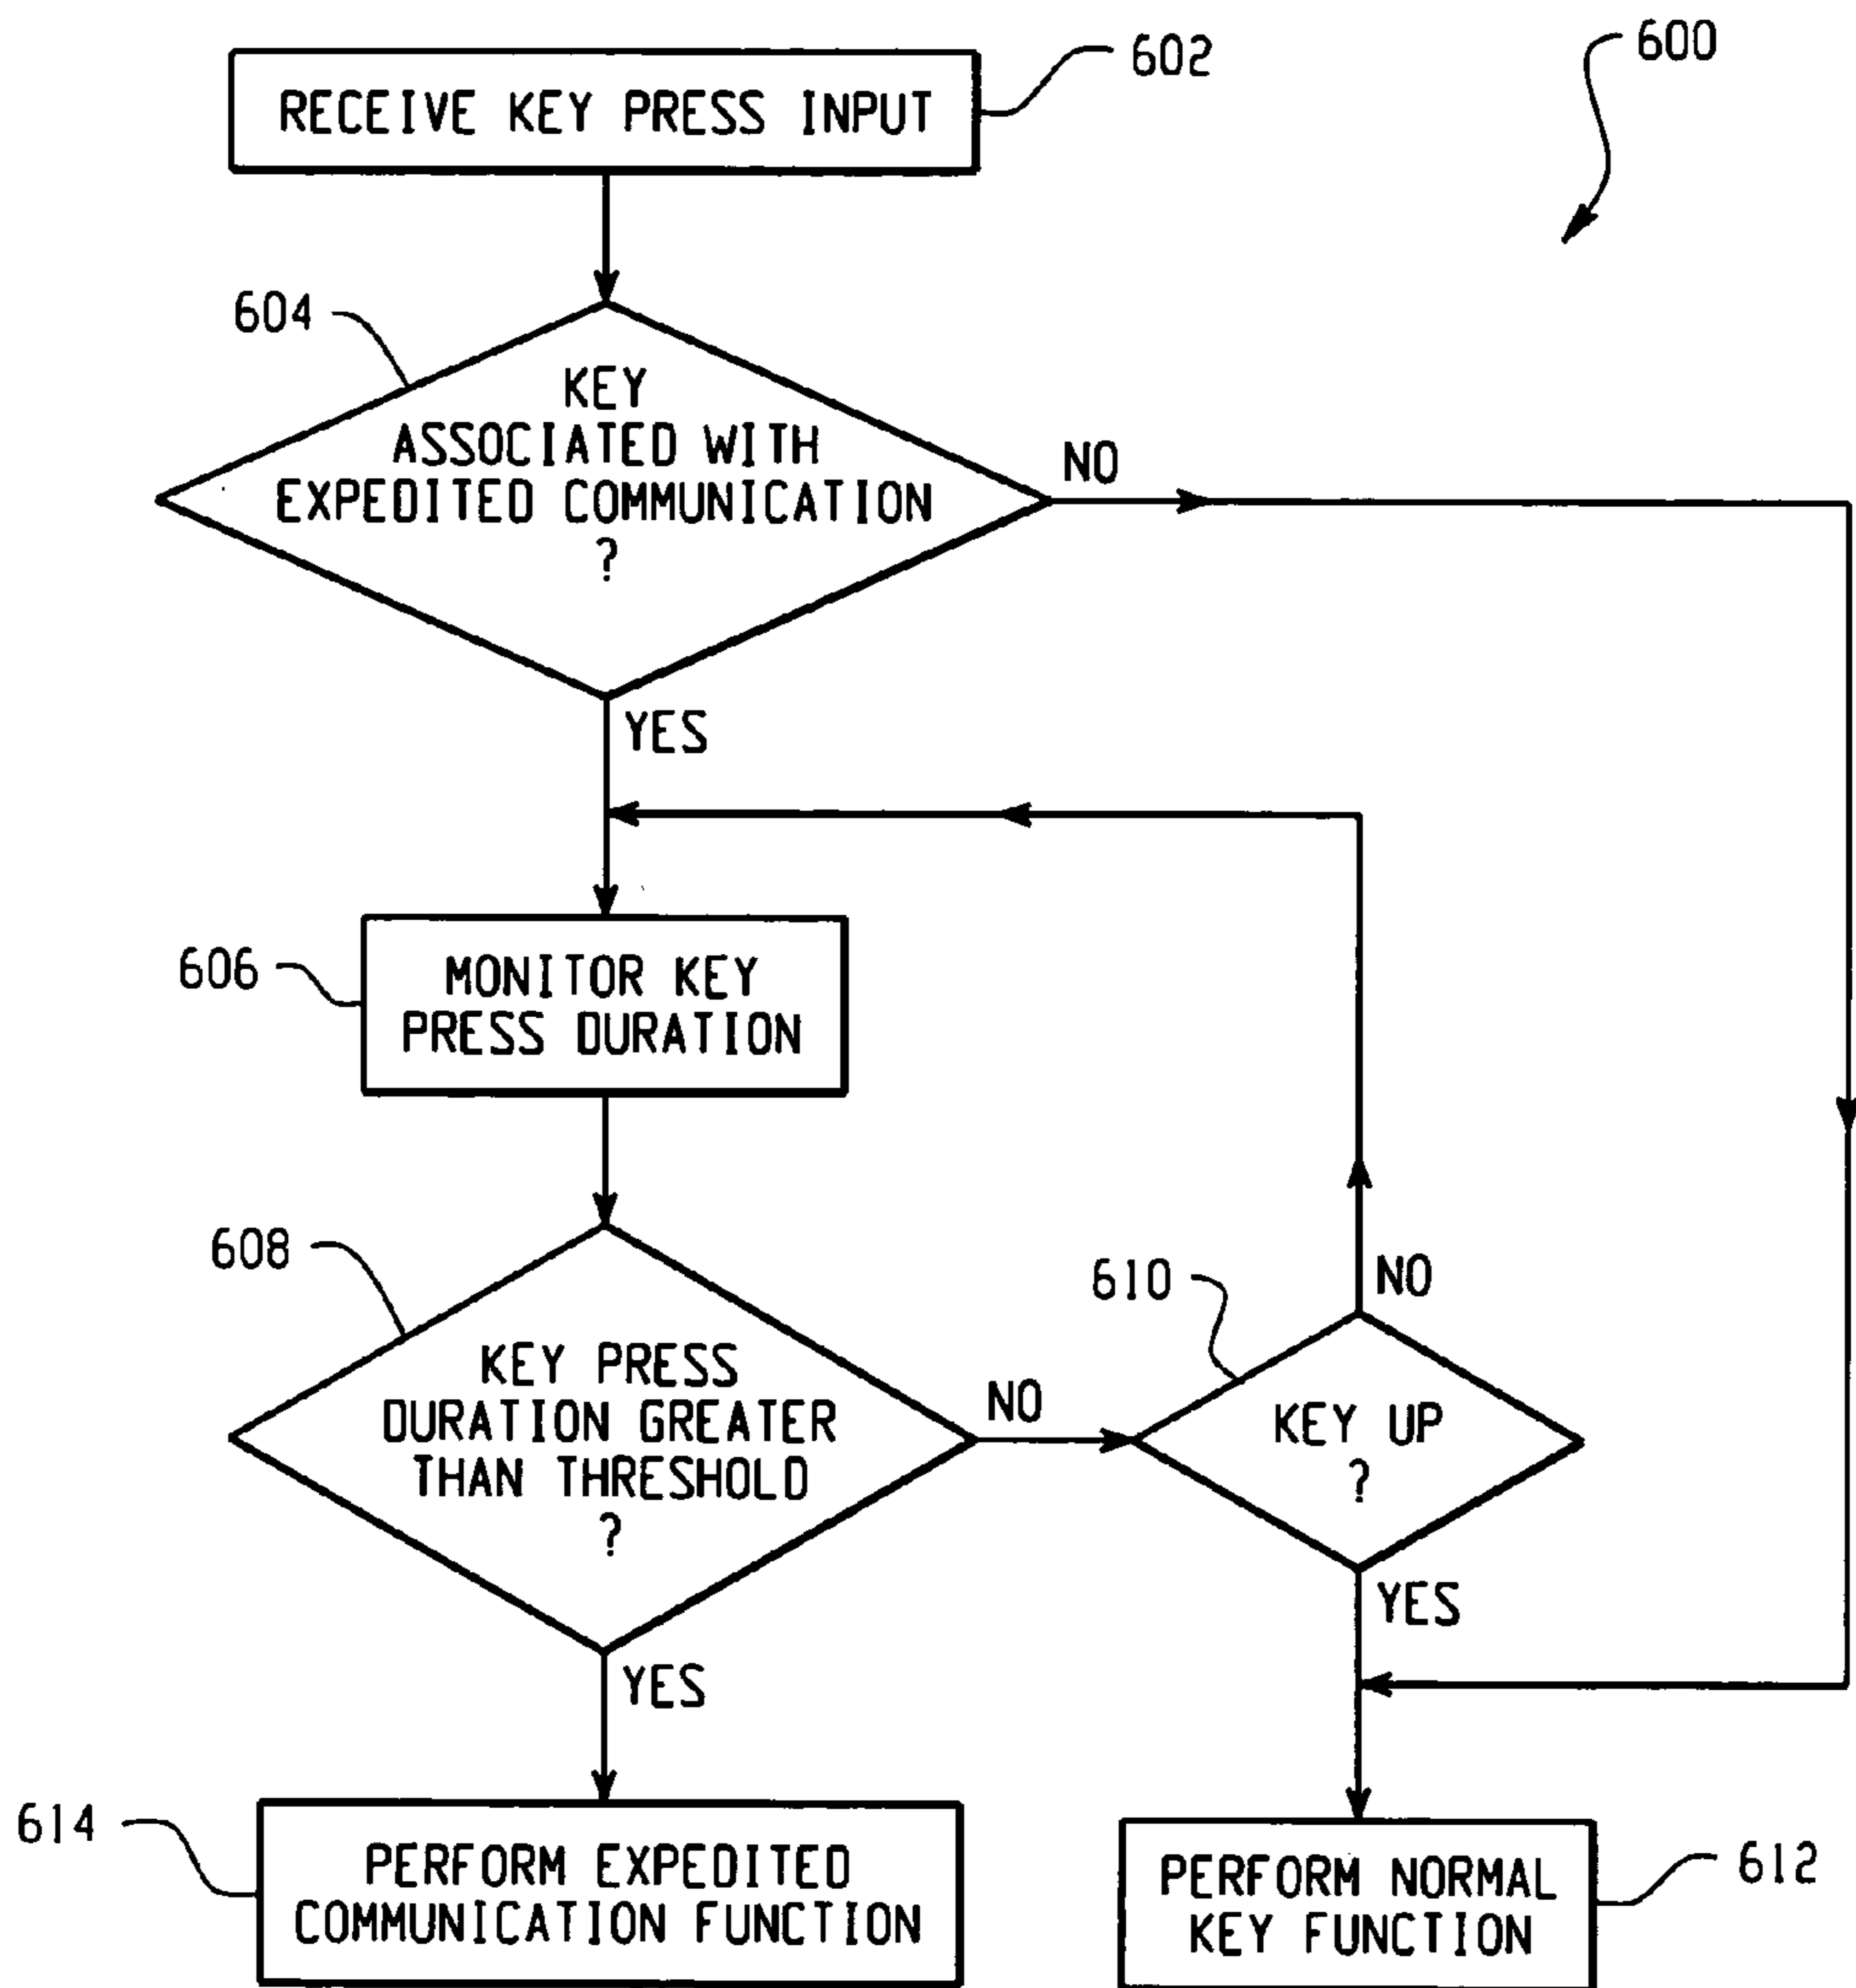 600
602
RECEIVE KEY PRESS INPUT
604
KEY
ASSOCIATED WITH
EXPEDITED COMMUNICATION
?
NO
YES
606
MONITOR KEY
PRESS DURATION
608
KEY PRESS
DURATION GREATER
THAN THRESHOLD
?
NO
610
KEY UP
?
NO
YES
YES
614
PERFORM EXPEDITED
COMMUNICATION FUNCTION
PERFORM NORMAL
KEY FUNCTION
612